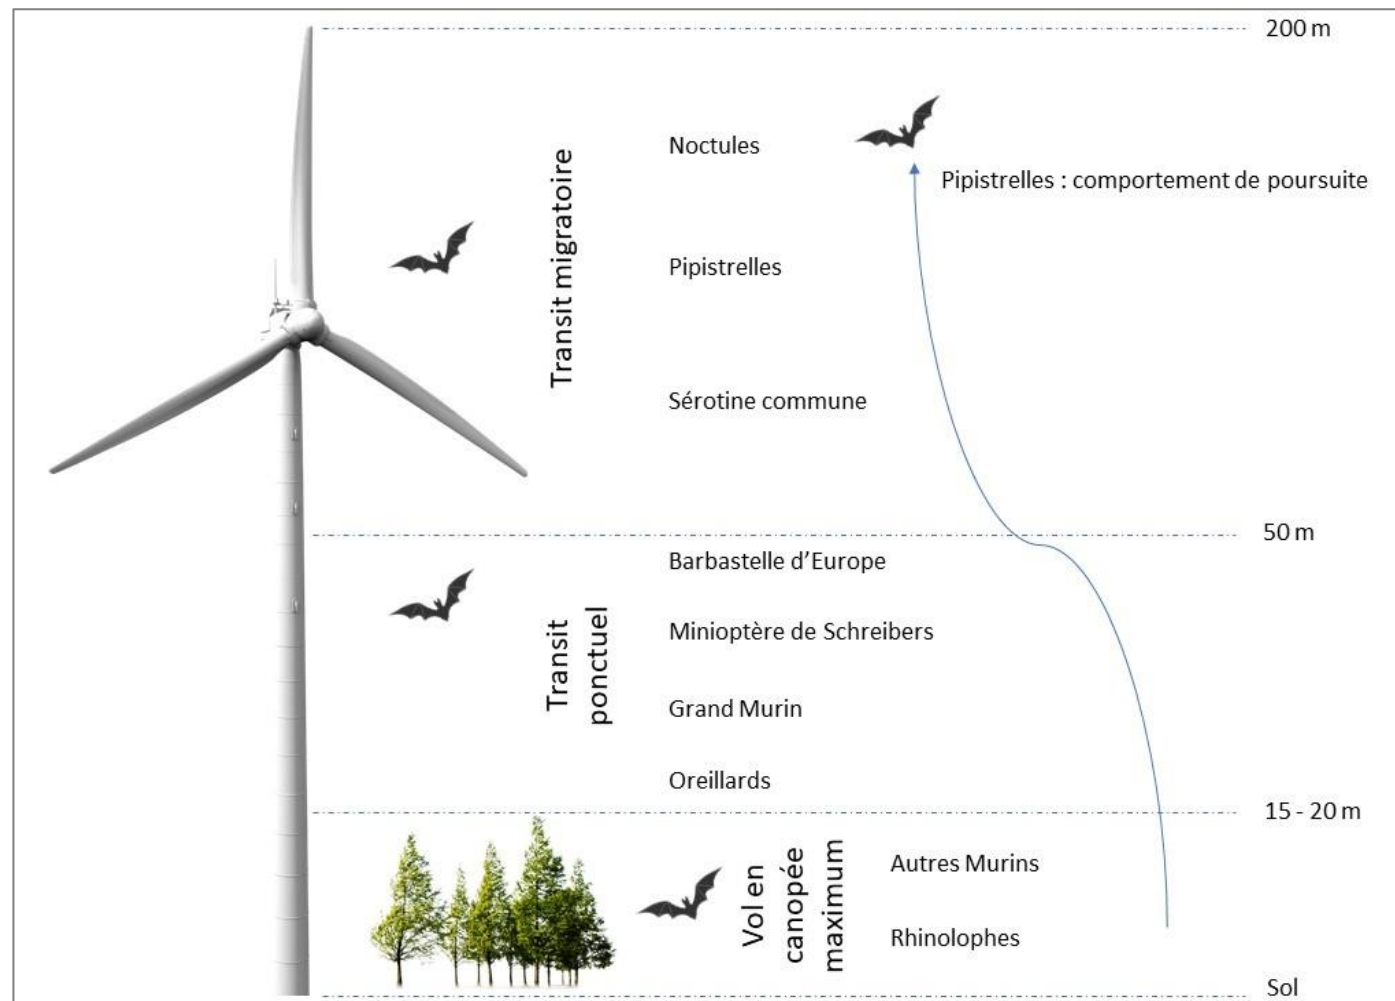 200 m
Noctules
Pipistrelles : comportement de poursuite
Transit migratoire
Pipistrelles
Sérotine commune
50 m
Barbastelle d’Europe
Minioptère de Schreibers
Transit
ponctuel
Grand Murin
Oreillards
15 - 20 m
Vol en
canopée
maximum
Autres Murins
Rhinolophes
Sol